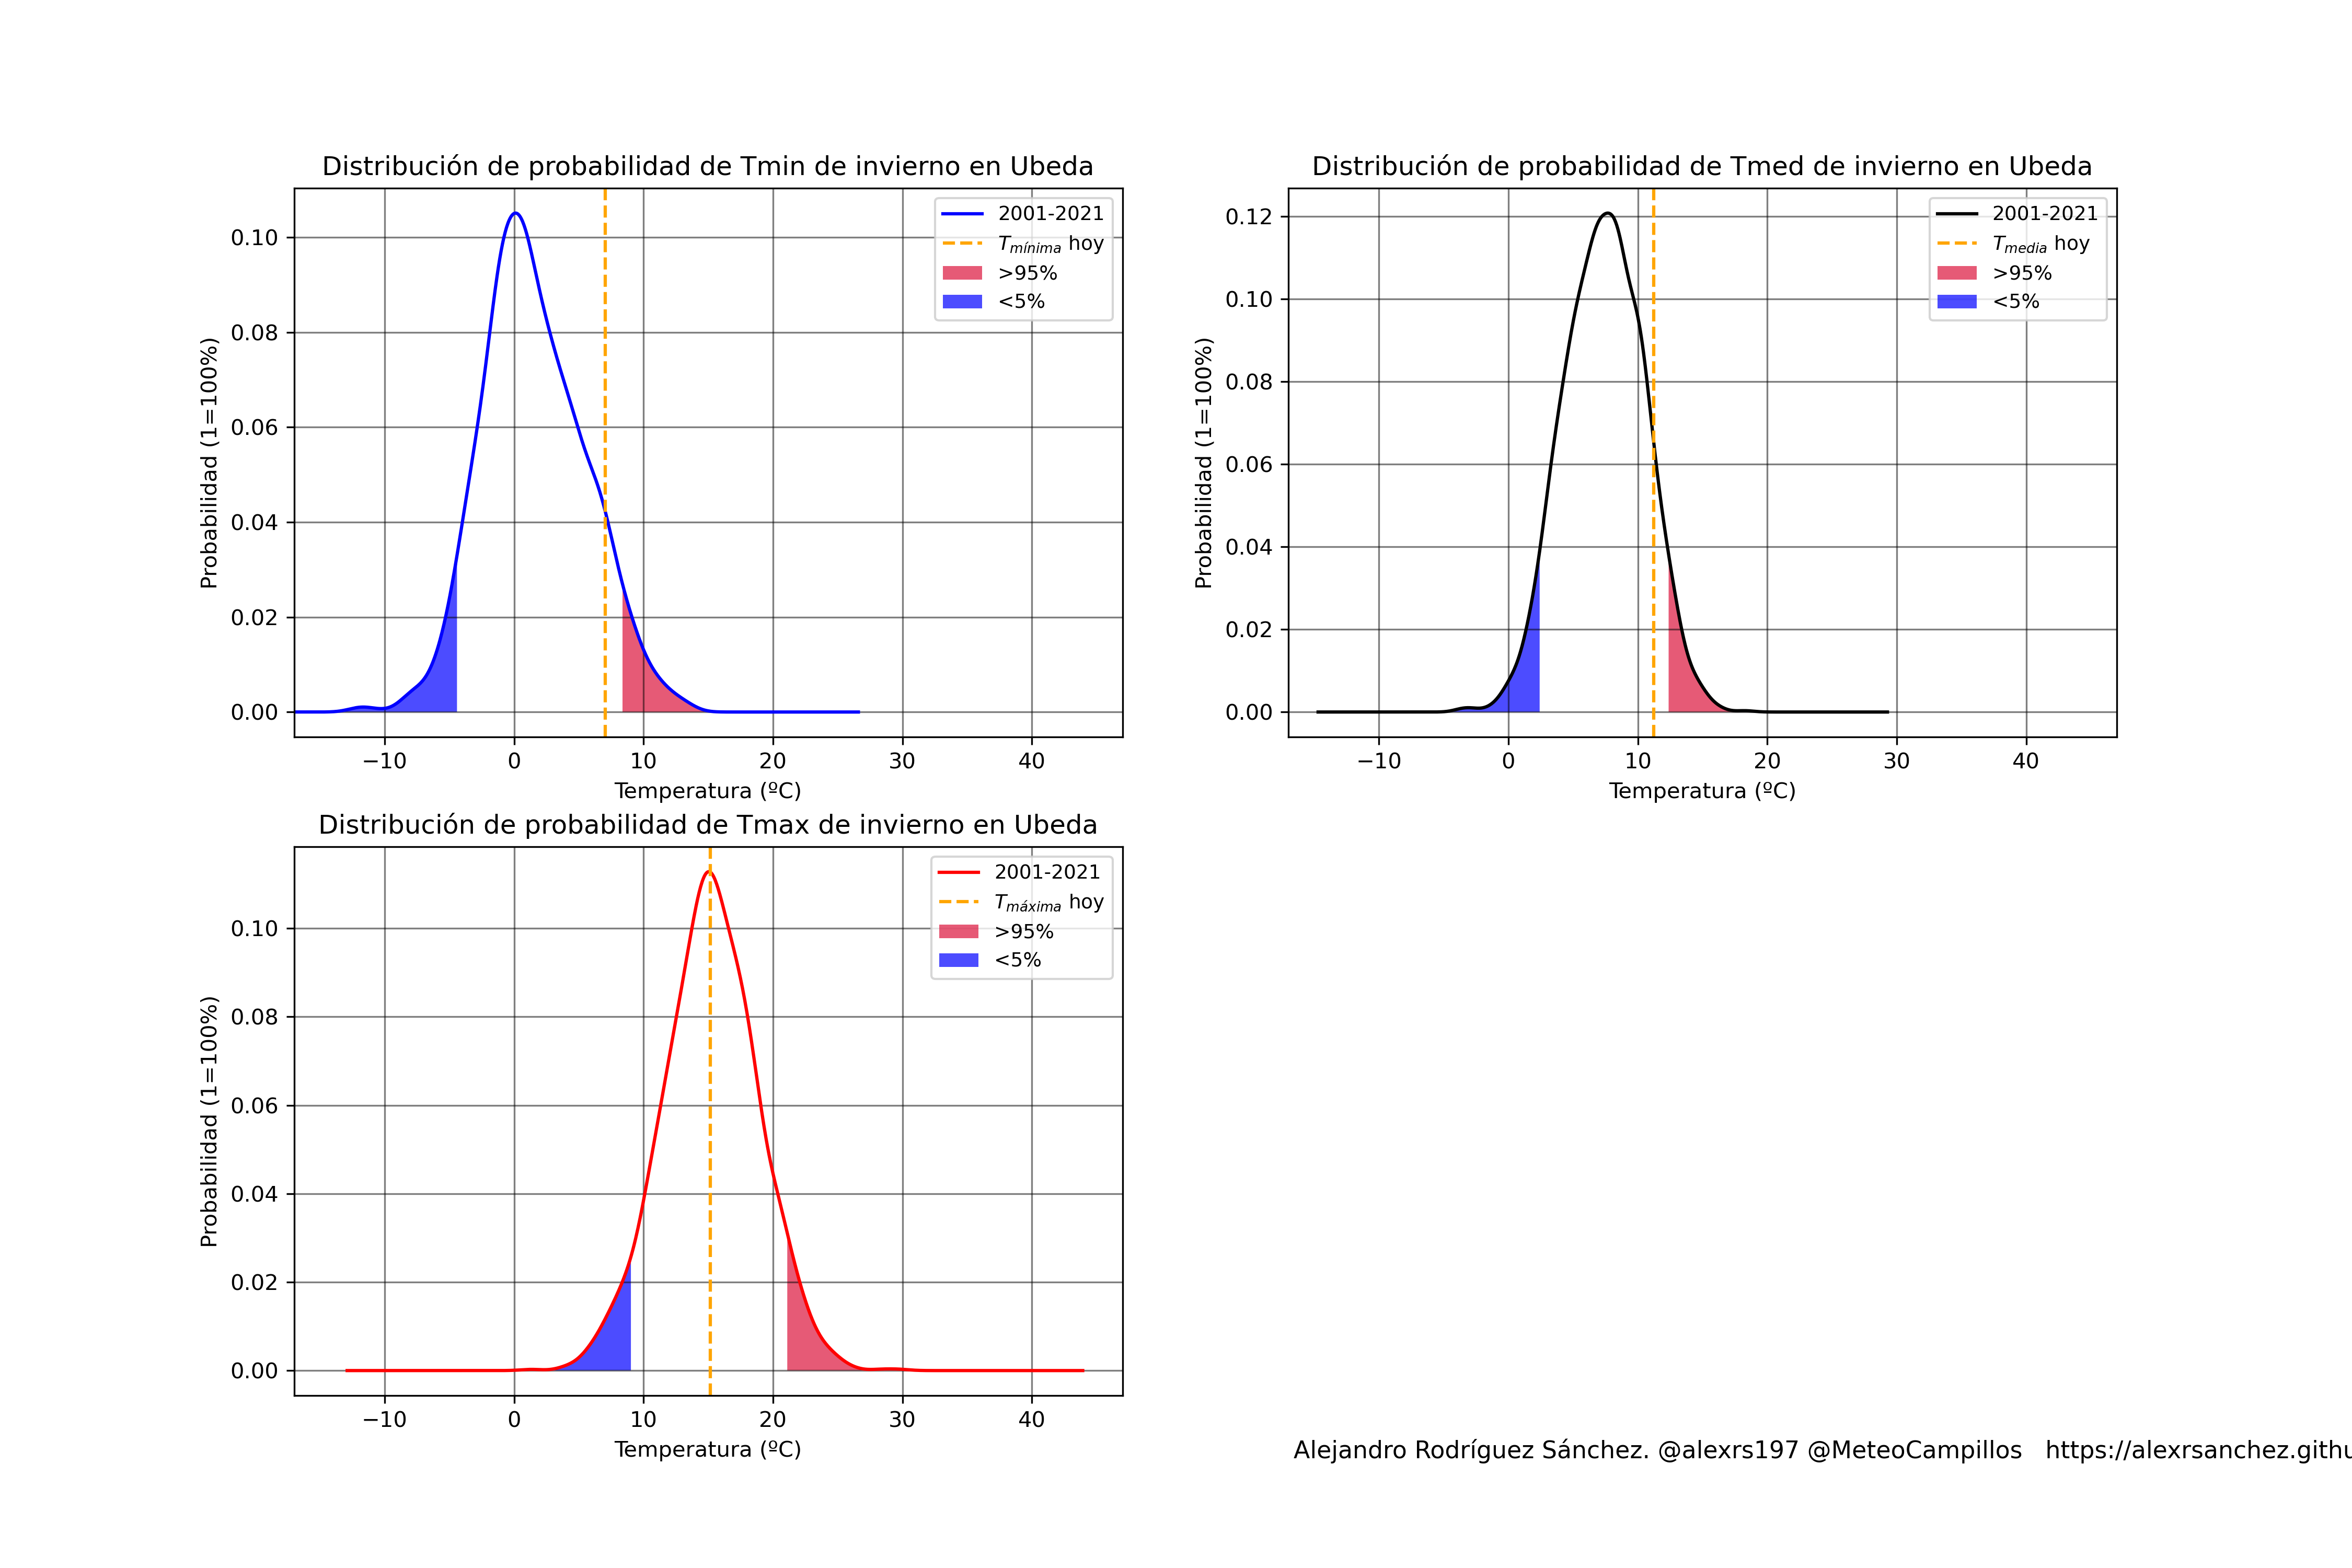 Distribución de probabilidad de Tmin de invierno en Ubeda
2001-2021
Tmínima hoy
>95%
<5%
Probabilidad (1=100%)
0.10
0.08
0.06
0.04
0.02
0.00
−10 0 10 20 30 40
Temperatura (ºC)
Distribución de probabilidad de Tmed de invierno en Ubeda
2001-2021
Tmedia hoy
>95%
<5%
Probabilidad (1=100%)
0.12
0.10
0.08
0.06
0.04
0.02
0.00
−10 0 10 20 30 40
Temperatura (ºC)
Distribución de probabilidad de Tmax de invierno en Ubeda
2001-2021
Tmáxima hoy
>95%
<5%
Probabilidad (1=100%)
0.10
0.08
0.06
0.04
0.02
0.00
−10 0 10 20 30 40
Temperatura (ºC)
Alejandro Rodríguez Sánchez. @alexrs197 @MeteoCampillos https://alexrsanchez.githu